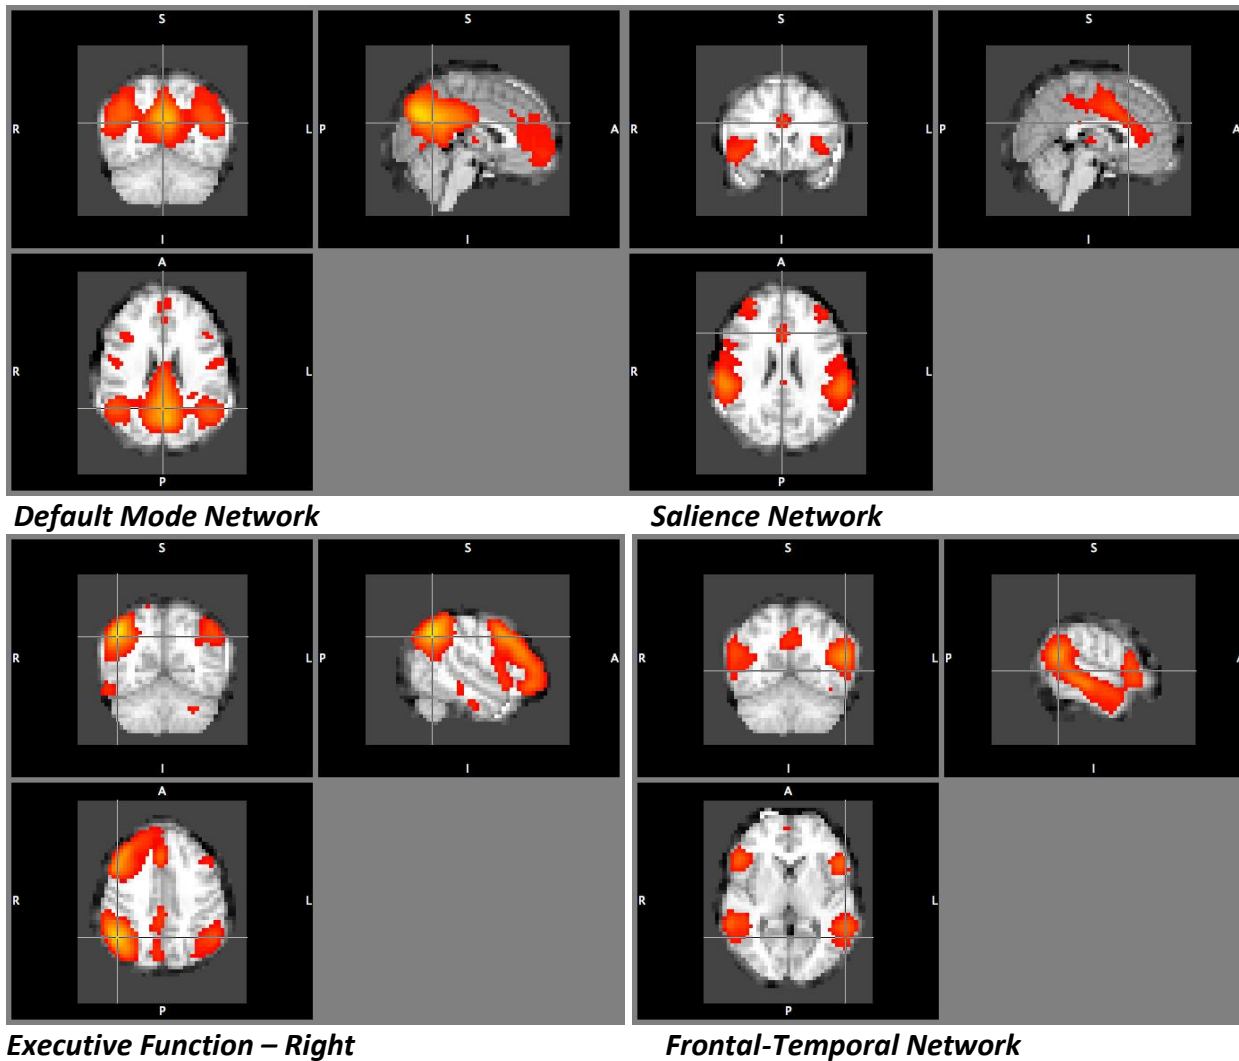 S S S S
R L P A R L P A
I I I I
A A
R L R L
P P
Default Mode Network Salience Network
S S S S
R L P A R L P A
I I I I
A A
R L R L
P P
Executive Function – Right Frontal-Temporal Network